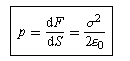 p = dF/dS = σ²/2ε₀